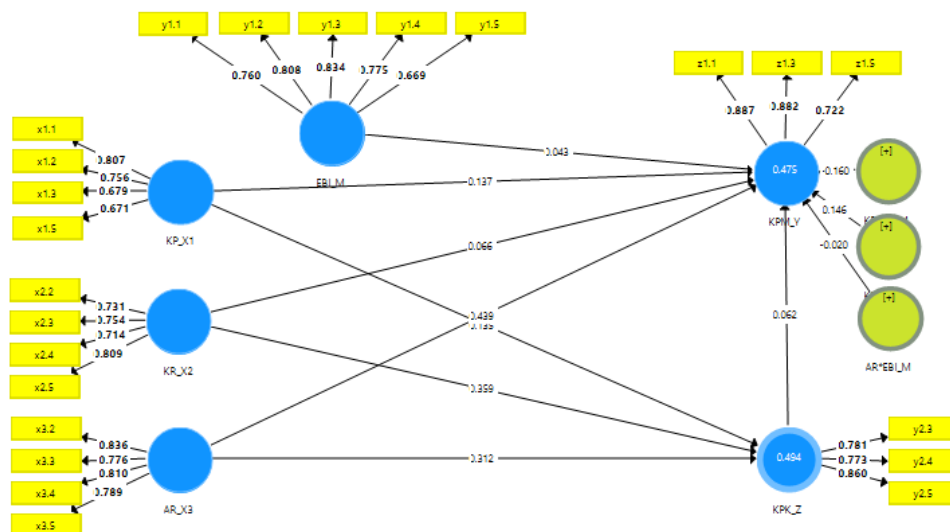 y1.1
y1.2
y1.3
y1.4
y1.5
0.760
0.808
0.834
0.775
0.669
EBI_M
z1.1
z1.3
z1.5
0.887
0.882
0.722
x1.1
x1.2
x1.3
x1.5
0.807
0.756
0.679
0.671
KP_X1
0.043
0.137
0.066
0.475
KPM_Y
-0.160
0.146
-0.020
[+]
[+]
[+]
AR*EBI_M
x2.2
x2.3
x2.4
x2.5
0.731
0.754
0.714
0.809
KR_X2
0.439
0.359
0.062
x3.2
x3.3
x3.4
x3.5
0.836
0.776
0.810
0.789
AR_X3
0.312
0.494
KPK_Z
0.781
0.773
0.860
y2.3
y2.4
y2.5